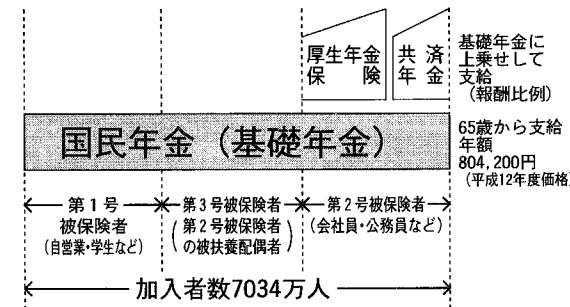 厚生年金
保険
共済
年金
基礎年金に
上乗せして
支給
(報酬比例)
国民年金(基礎年金)
65歳から支給
年額
804,200円
(平成12年度価格)
第1号
被保険者
(自営業・学生など)
第3号被保険者
(第2号被保険者
の被扶養配偶者)
第2号被保険者
(会社員・公務員など)
加入者数7034万人